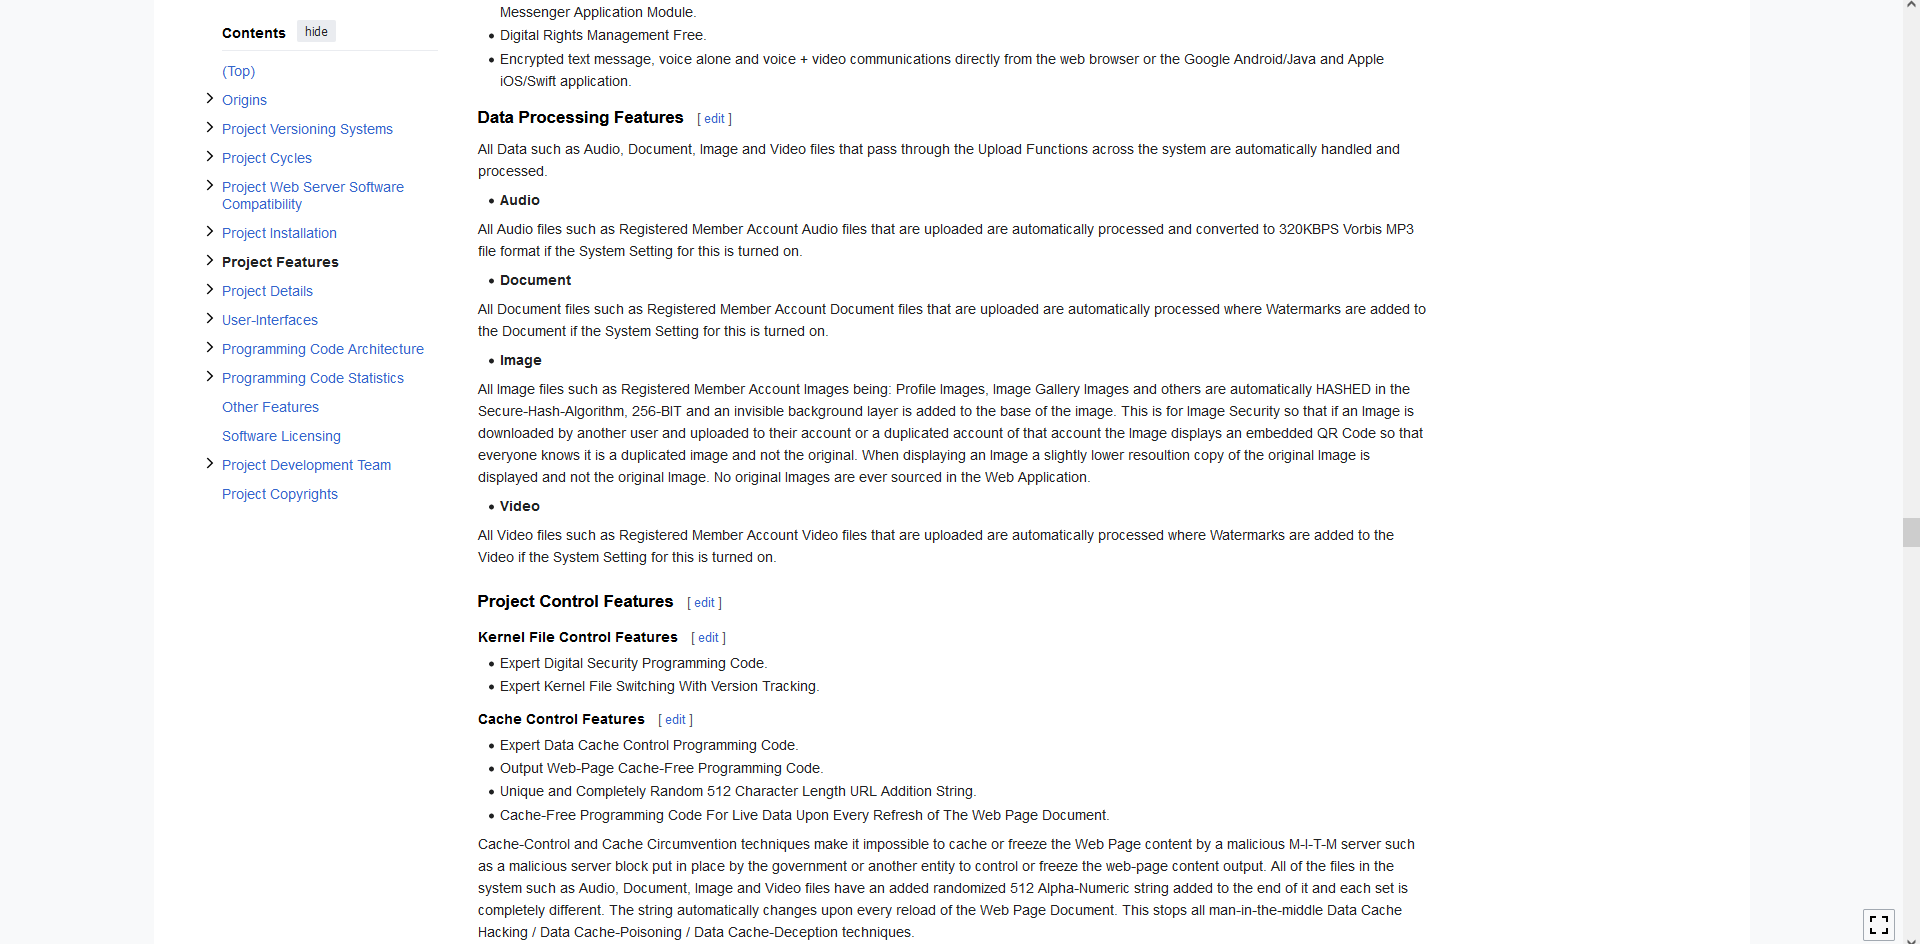 Contents hide
(Top)
Origins
Project Versioning Systems
Project Cycles
Project Web Server Software
Compatibility
Project Installation
Project Features
Project Details
User-Interfaces
Programming Code Architecture
Programming Code Statistics
Other Features
Software Licensing
Project Development Team
Project Copyrights
Messenger Application Module.
• Digital Rights Management Free.
• Encrypted text message, voice alone and voice + video communications directly from the web browser or the Google Android/Java and Apple
iOS/Swift application.
Data Processing Features [ edit ]
All Data such as Audio, Document, Image and Video files that pass through the Upload Functions across the system are automatically handled and
processed.
• Audio
All Audio files such as Registered Member Account Audio files that are uploaded are automatically processed and converted to 320KBPS Vorbis MP3
file format if the System Setting for this is turned on.
• Document
All Document files such as Registered Member Account Document files that are uploaded are automatically processed where Watermarks are added to
the Document if the System Setting for this is turned on.
• Image
All Image files such as Registered Member Account Images being: Profile Images, Image Gallery Images and others are automatically HASHED in the
Secure-Hash-Algorithm, 256-BIT and an invisible background layer is added to the base of the image. This is for Image Security so that if an Image is
downloaded by another user and uploaded to their account or a duplicated account of that account the Image displays an embedded QR Code so that
everyone knows it is a duplicated image and not the original. When displaying an Image a slightly lower resoultion copy of the original Image is
displayed and not the original Image. No original Images are ever sourced in the Web Application.
• Video
All Video files such as Registered Member Account Video files that are uploaded are automatically processed where Watermarks are added to the
Video if the System Setting for this is turned on.
Project Control Features [ edit ]
Kernel File Control Features [ edit ]
• Expert Digital Security Programming Code.
• Expert Kernel File Switching With Version Tracking.
Cache Control Features [ edit ]
• Expert Data Cache Control Programming Code.
• Output Web-Page Cache-Free Programming Code.
• Unique and Completely Random 512 Character Length URL Addition String.
• Cache-Free Programming Code For Live Data Upon Every Refresh of The Web Page Document.
Cache-Control and Cache Circumvention techniques make it impossible to cache or freeze the Web Page content by a malicious M-I-T-M server such
as a malicious server block put in place by the government or another entity to control or freeze the web-page content output. All of the files in the
system such as Audio, Document, Image and Video files have an added randomized 512 Alpha-Numeric string added to the end of it and each set is
completely different. The string automatically changes upon every reload of the Web Page Document. This stops all man-in-the-middle Data Cache
Hacking / Data Cache-Poisoning / Data Cache-Deception techniques.